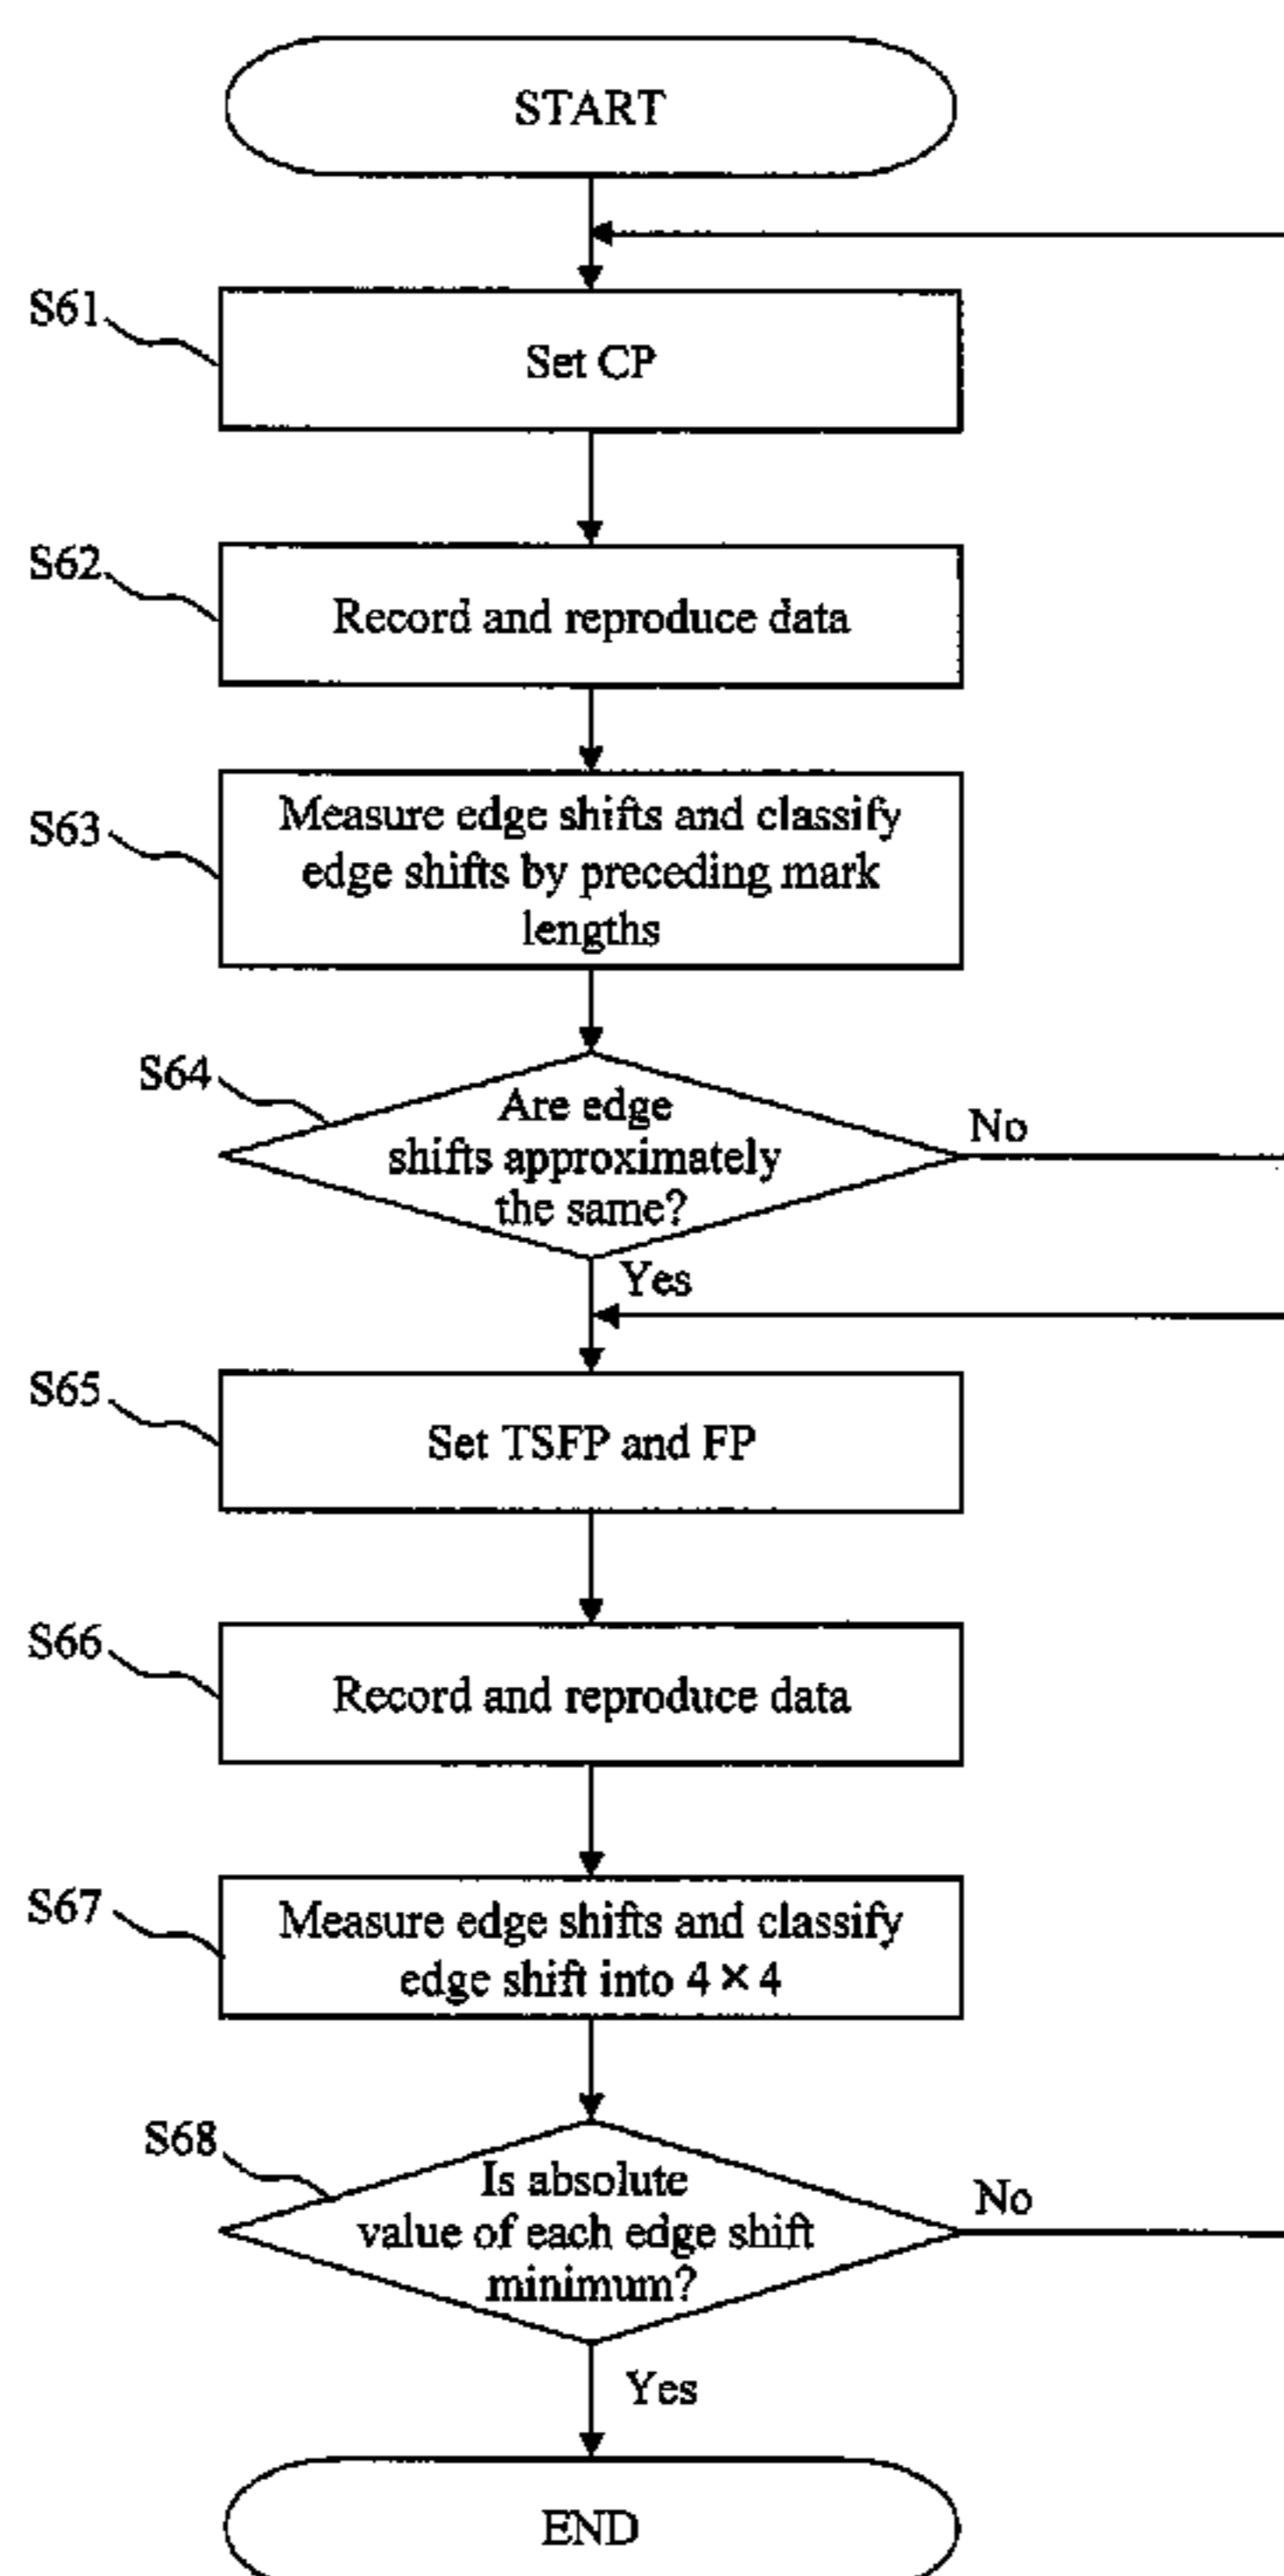 START
S61
Set CP
S62
Record and reproduce data
S63
Measure edge shifts and classify
edge shifts by preceding mark
lengths
S64
Are edge
shifts approximately
the same?
No
Yes
S65
Set TSFP and FP
S66
Record and reproduce data
S67
Measure edge shifts and classify
edge shift into 4 × 4
S68
Is absolute
value of each edge shift
minimum?
No
Yes
END